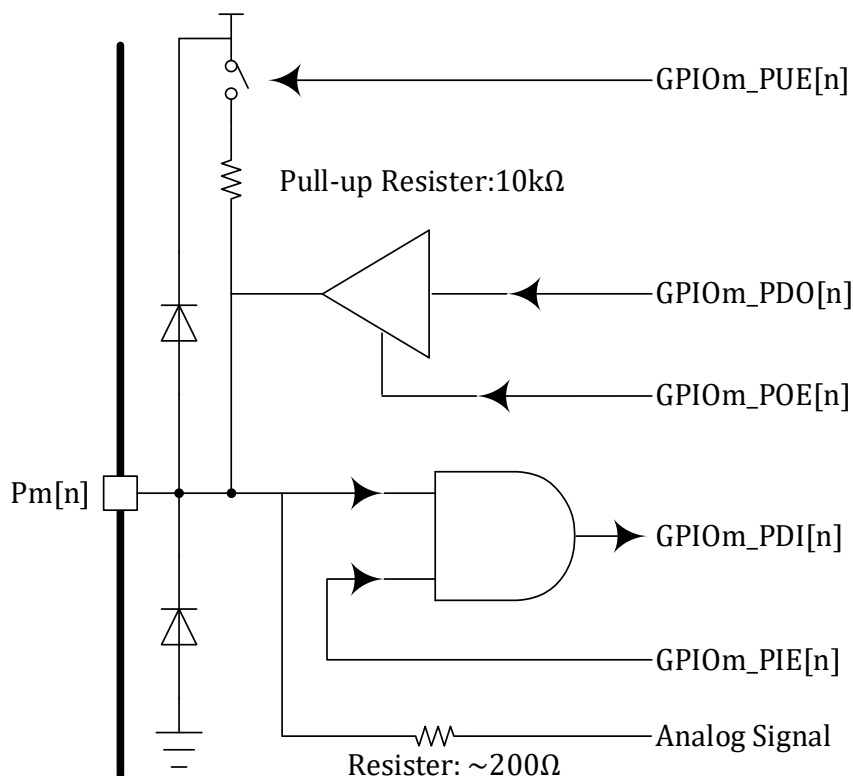 GPIOm_PUE[n]
Pull-up Resister:10kΩ
GPIOm_PDO[n]
GPIOm_POE[n]
Pm[n]
GPIOm_PDI[n]
GPIOm_PIE[n]
Analog Signal
Resister: ~200Ω